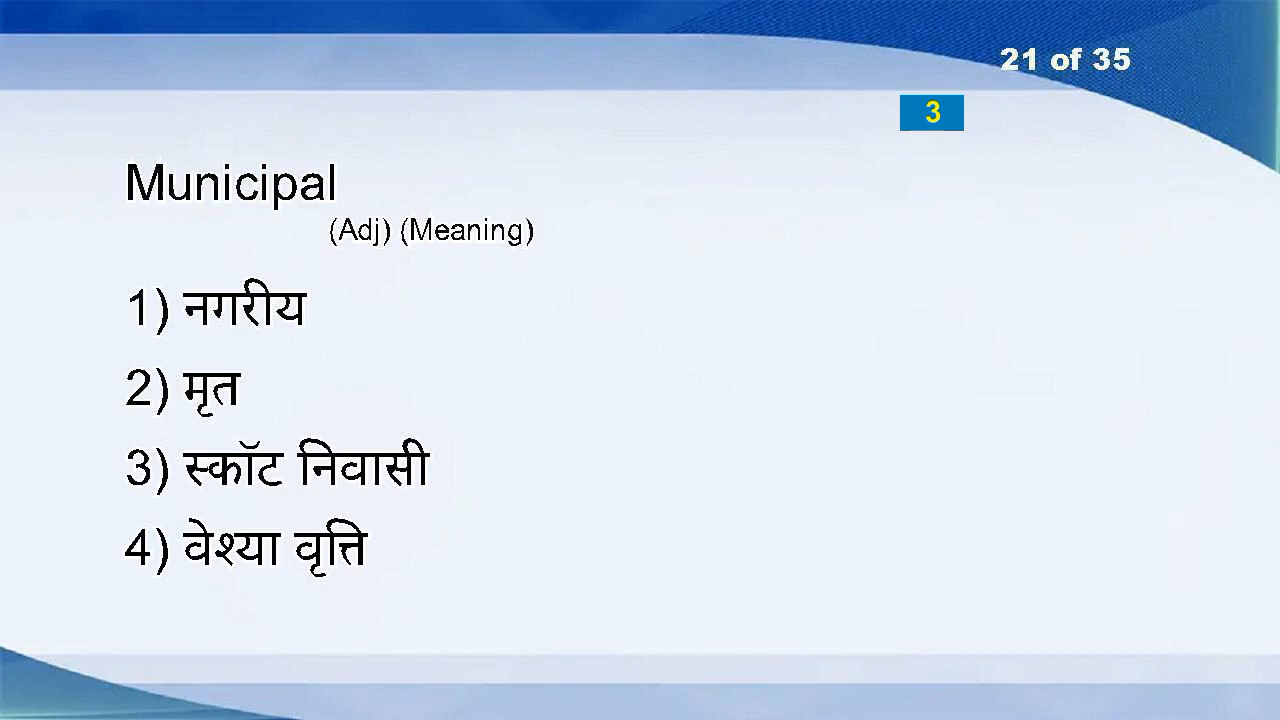 21 of 35
3
Municipal
(Adj) (Meaning)
1) नगरीय
2) मृत
3) स्कॉट निवासी
4) वेश्या वृत्ति